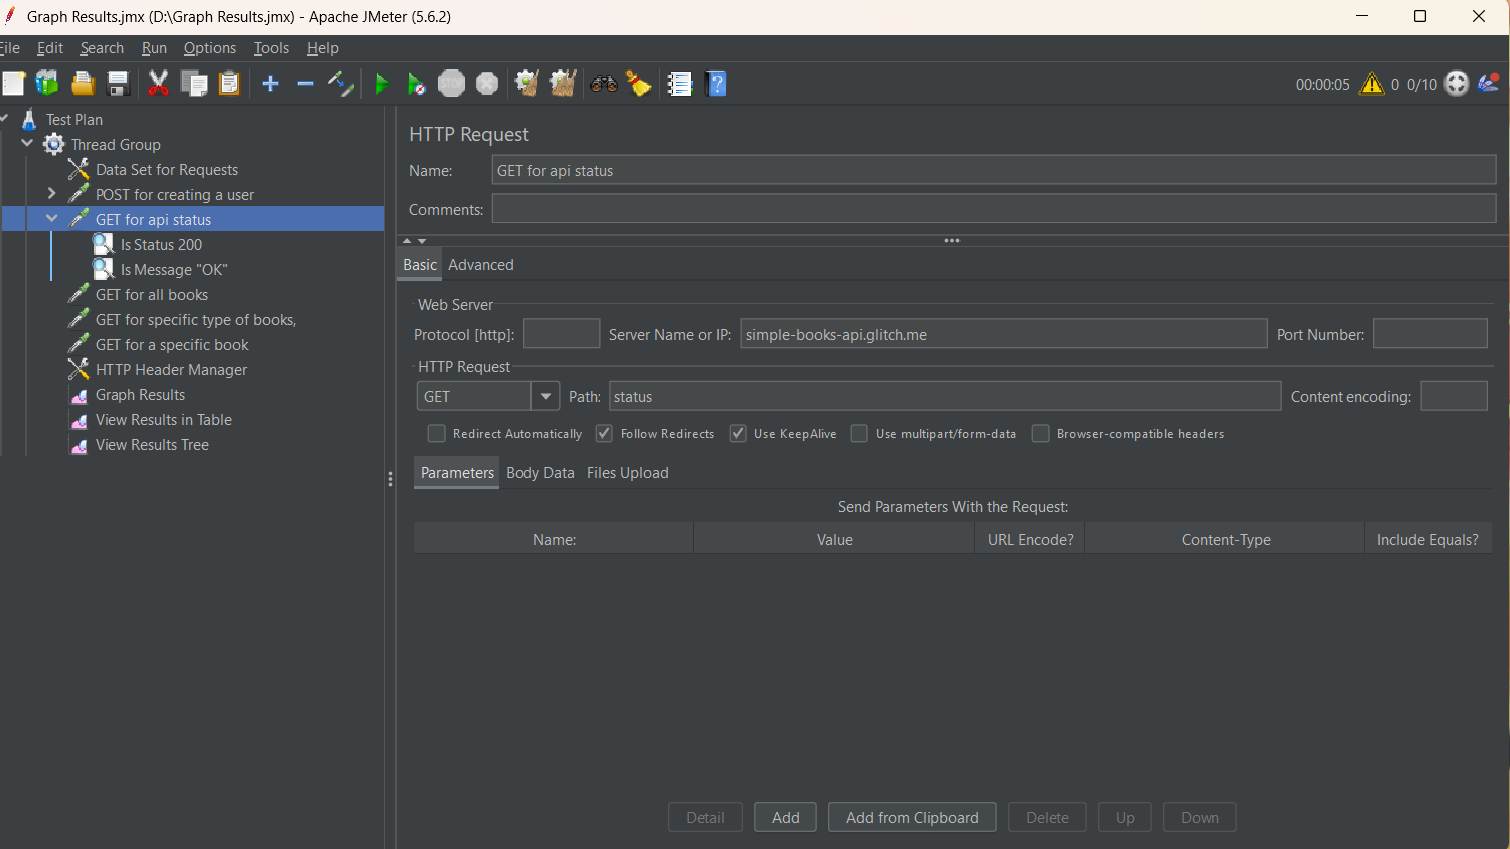 Graph Results.jmx (D:\Graph Results.jmx) - Apache JMeter (5.6.2)
File Edit Search Run Options Tools Help
STOP
00:00:05 0 0/10
Test Plan
Thread Group
Data Set for Requests
POST for creating a user
GET for api status
Is Status 200
Is Message "OK"
GET for all books
GET for specific type of books,
GET for a specific book
HTTP Header Manager
Graph Results
View Results in Table
View Results Tree
HTTP Request
Name: GET for api status
Comments:
Basic Advanced
Web Server
Protocol [http]: Server Name or IP: simple-books-api.glitch.me Port Number:
HTTP Request
GET Path: status Content encoding:
Redirect Automatically Follow Redirects Use KeepAlive Use multipart/form-data Browser-compatible headers
Parameters Body Data Files Upload
Send Parameters With the Request:
Name: Value URL Encode? Content-Type Include Equals?
Detail Add Add from Clipboard Delete Up Down